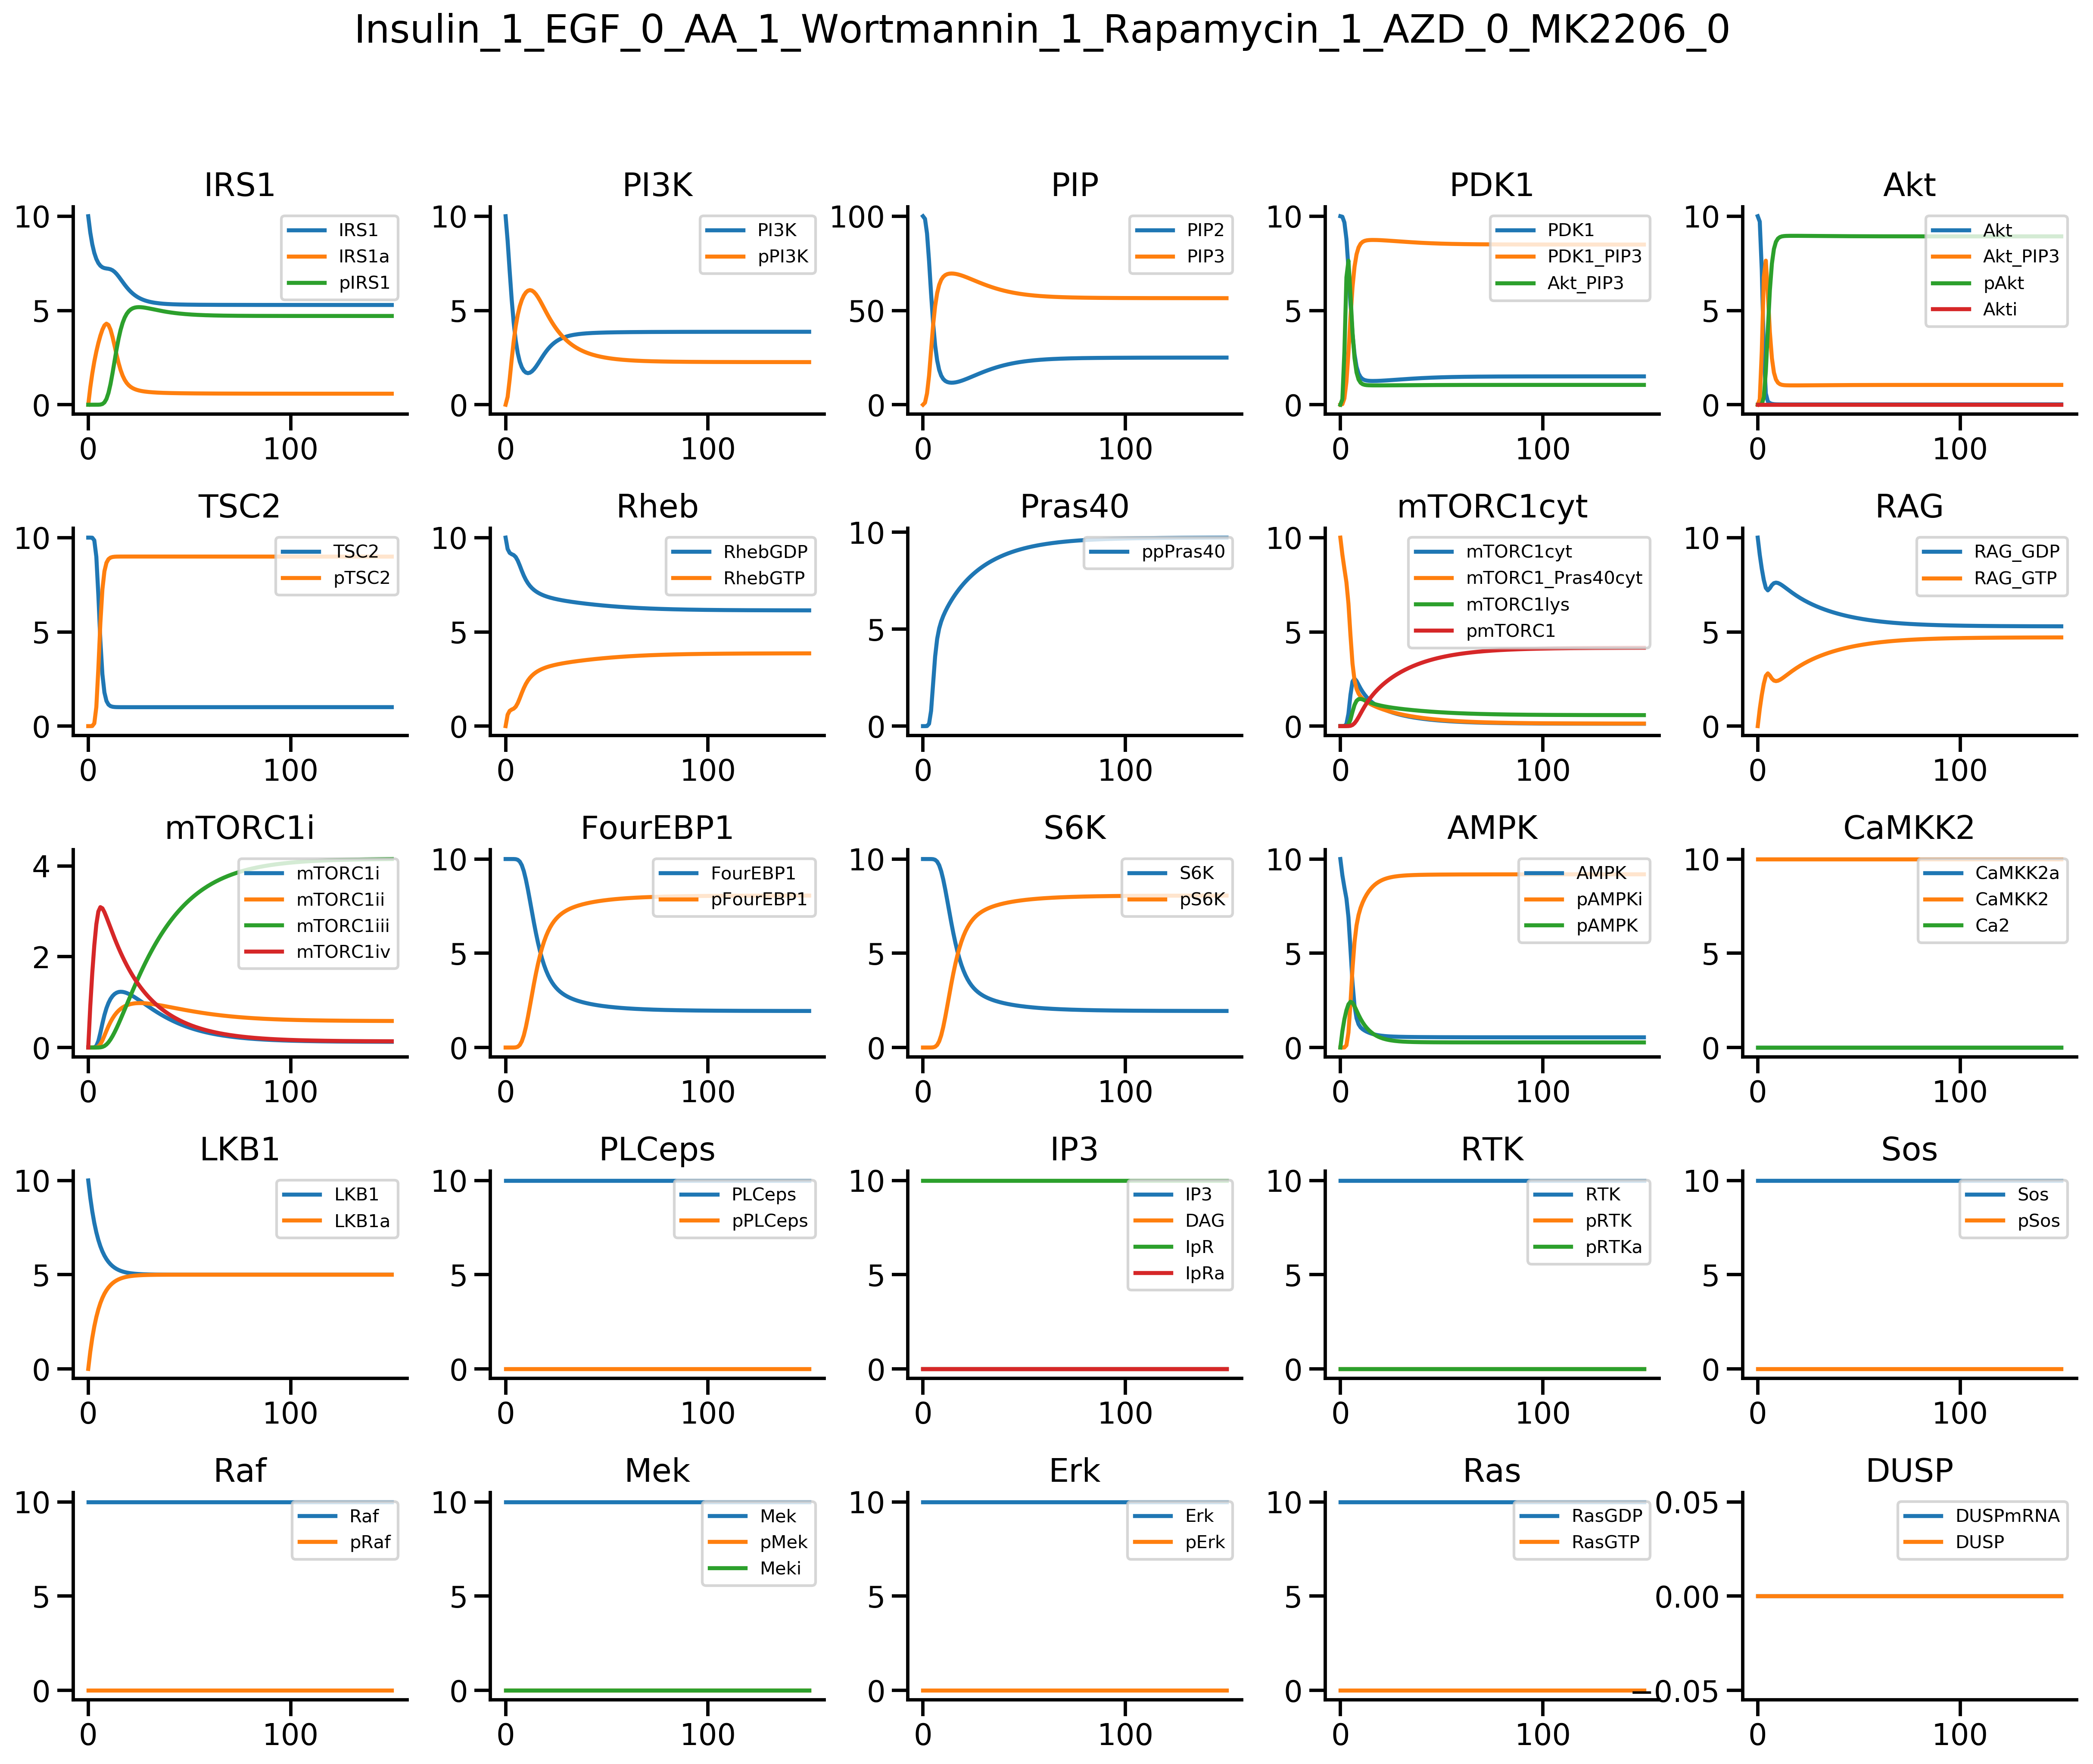 Insulin_1_EGF_0_AA_1_Wortmannin_1_Rapamycin_1_AZD_0_MK2206_0
IRS1
10
5
0
0
100
IRS1
IRS1a
pIRS1
PI3K
10
5
0
0
100
PI3K
pPI3K
PIP
100
50
0
0
100
PIP2
PIP3
PDK1
10
5
0
0
100
PDK1
PDK1_PIP3
Akt_PIP3
Akt
10
5
0
0
100
Akt
Akt_PIP3
pAkt
Akti
TSC2
10
5
0
0
100
TSC2
pTSC2
Rheb
10
5
0
0
100
RhebGDP
RhebGTP
Pras40
10
5
0
0
100
ppPras40
mTORC1cyt
10
5
0
0
100
mTORC1cyt
mTORC1_Pras40cyt
mTORC1lys
pmTORC1
RAG
10
5
0
0
100
RAG_GDP
RAG_GTP
mTORC1i
4
2
0
0
100
mTORC1i
mTORC1ii
mTORC1iii
mTORC1iv
FourEBP1
10
5
0
0
100
FourEBP1
pFourEBP1
S6K
10
5
0
0
100
S6K
pS6K
AMPK
10
5
0
0
100
AMPK
pAMPKi
pAMPK
CaMKK2
10
5
0
0
100
CaMKK2a
CaMKK2
Ca2
LKB1
10
5
0
0
100
LKB1
LKB1a
PLCeps
10
5
0
0
100
PLCeps
pPLCeps
IP3
10
5
0
0
100
IP3
DAG
IpR
IpRa
RTK
10
5
0
0
100
RTK
pRTK
pRTKa
Sos
10
5
0
0
100
Sos
pSos
Raf
10
5
0
0
100
Raf
pRaf
Mek
10
5
0
0
100
Mek
pMek
Meki
Erk
10
5
0
0
100
Erk
pErk
Ras
10
5
0
0
100
RasGDP
RasGTP
DUSP
0.05
0.00
−0.05
0
100
DUSPmRNA
DUSP